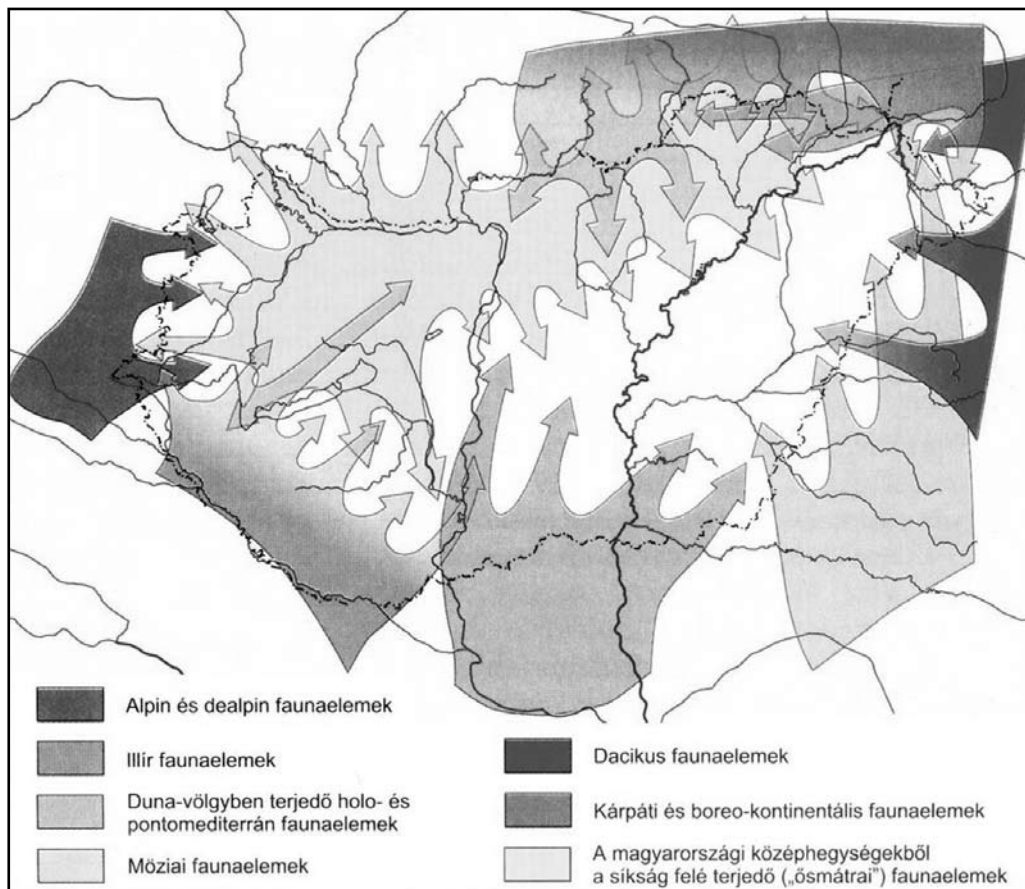 Alpin és dealpin faunaelemek
Illír faunaelemek
Duna-völgyben terjedő holo- és
pontomediterrán faunaelemek
Möziai faunaelemek
Dacikus faunaelemek
Kárpáti és boreo-kontinentális faunaelemek
A magyarországi középhegységekből
a síkság felé terjedő („ősmátrai”) faunaelemek